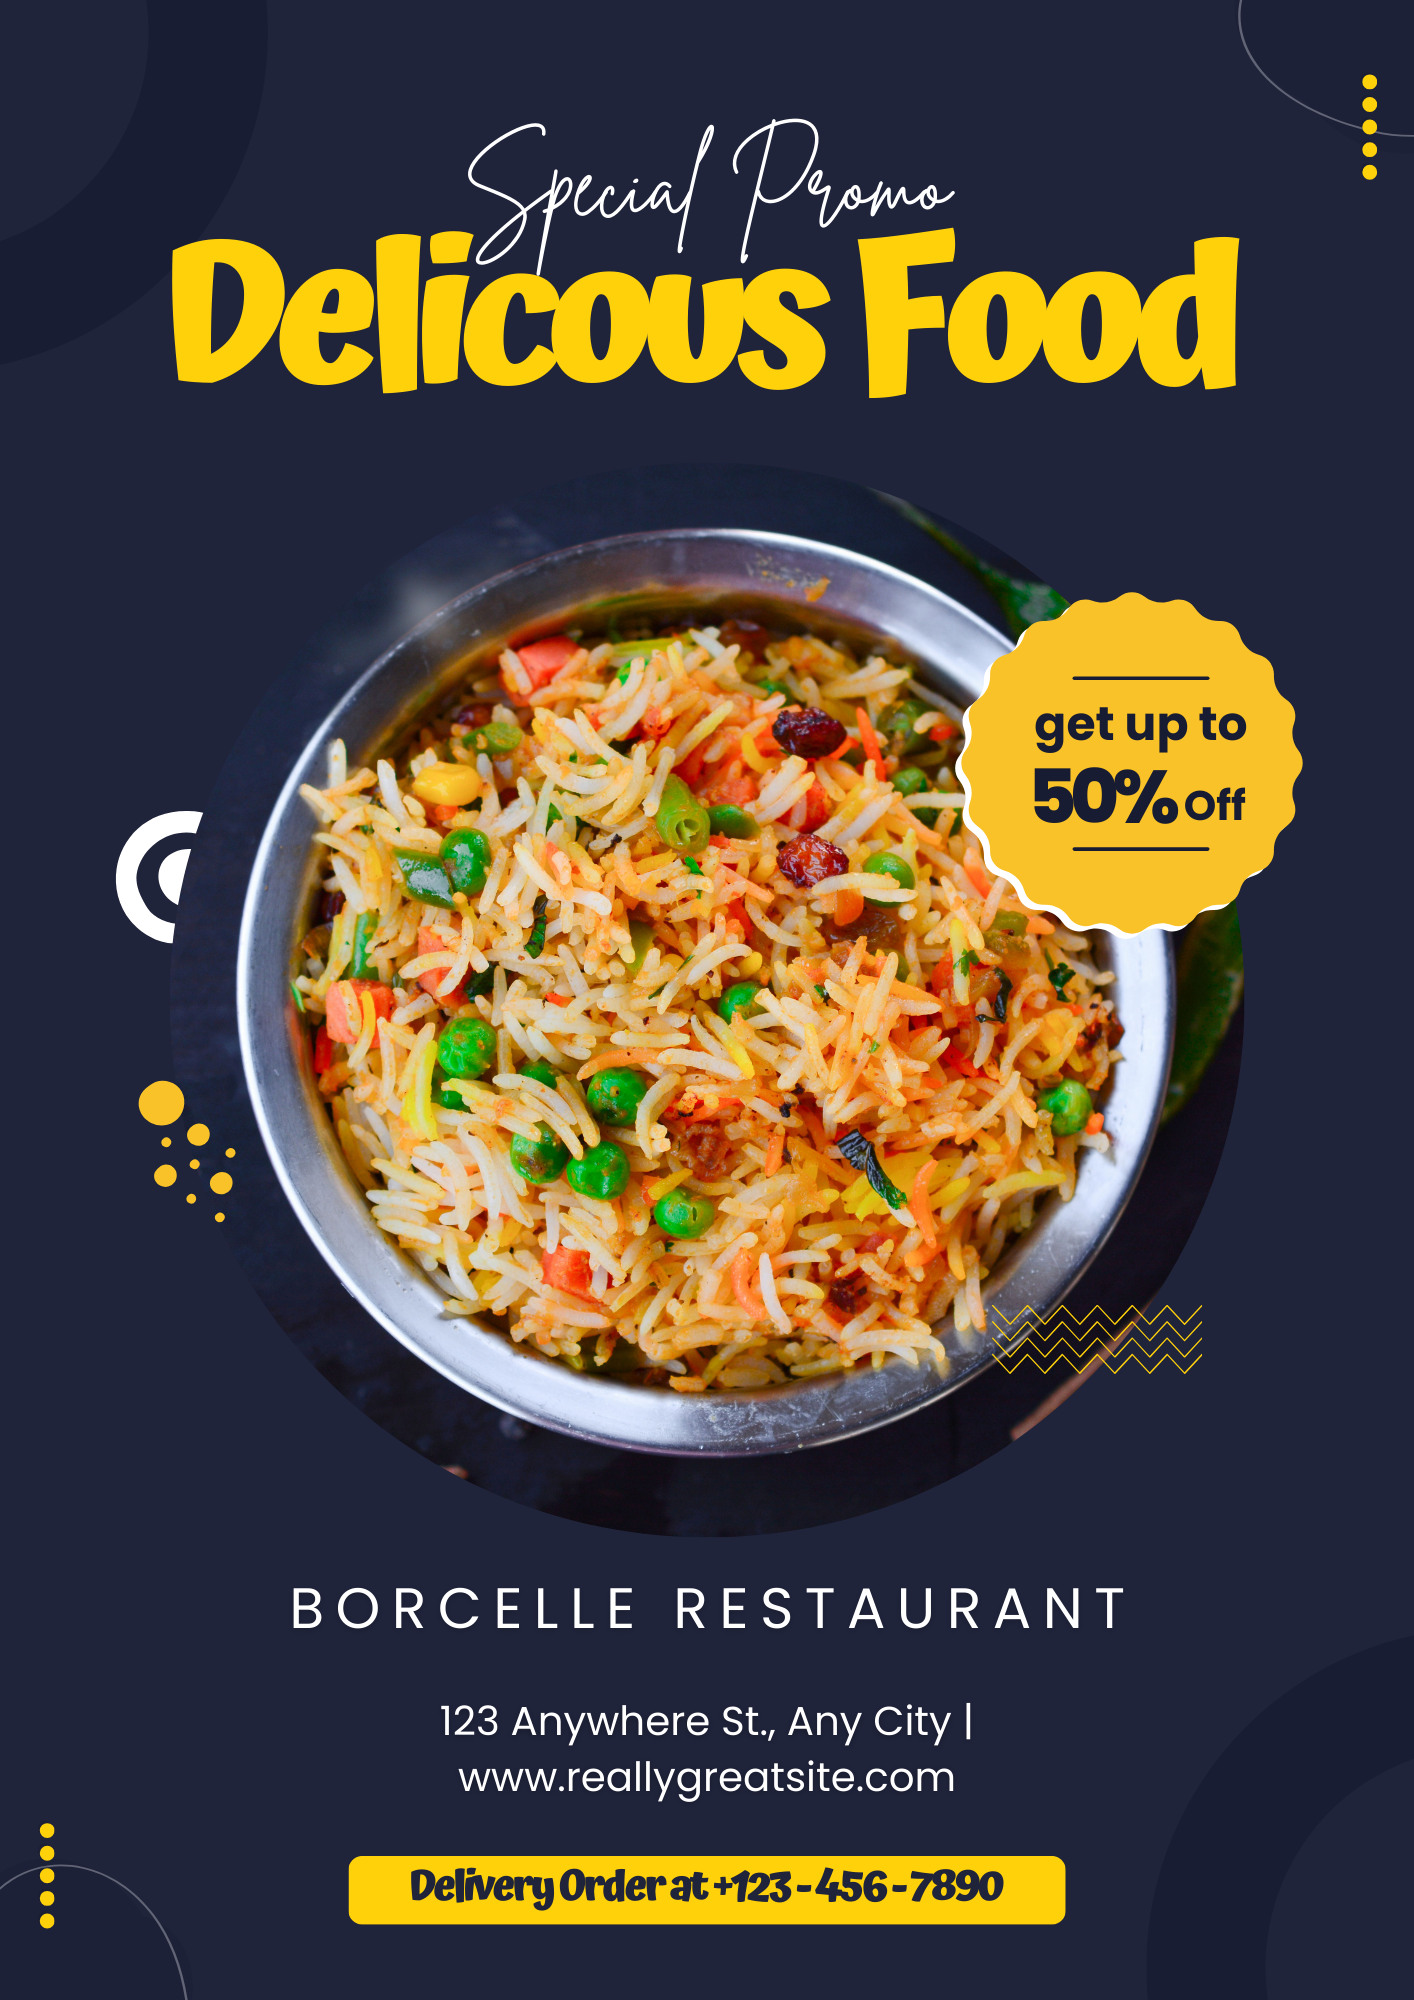 Special Promo
Delicous Food
get up to
50% Off
BORCELLE RESTAURANT
123 Anywhere St., Any City |
www.reallygreatsite.com
Delivery Order at +123-456-7890